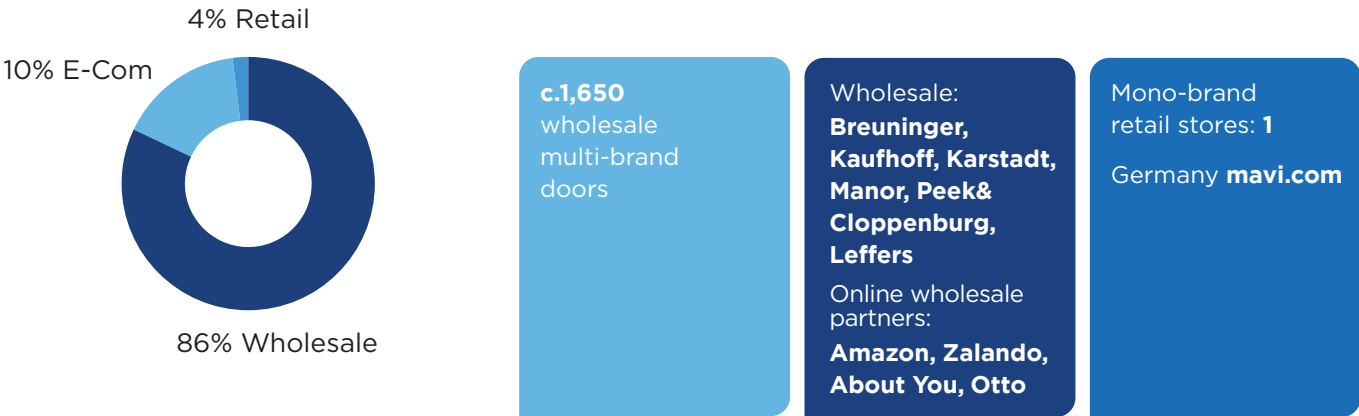 4% Retail
10% E-Com
86% Wholesale
c.1,650
wholesale
multi-brand
doors
Wholesale:
Breuninger,
Kaufhoff, Karstadt,
Manor, Peek&
Cloppenburg,
Leffers
Online wholesale
partners:
Amazon, Zalando,
About You, Otto
Mono-brand
retail stores: 1
Germany mavi.com